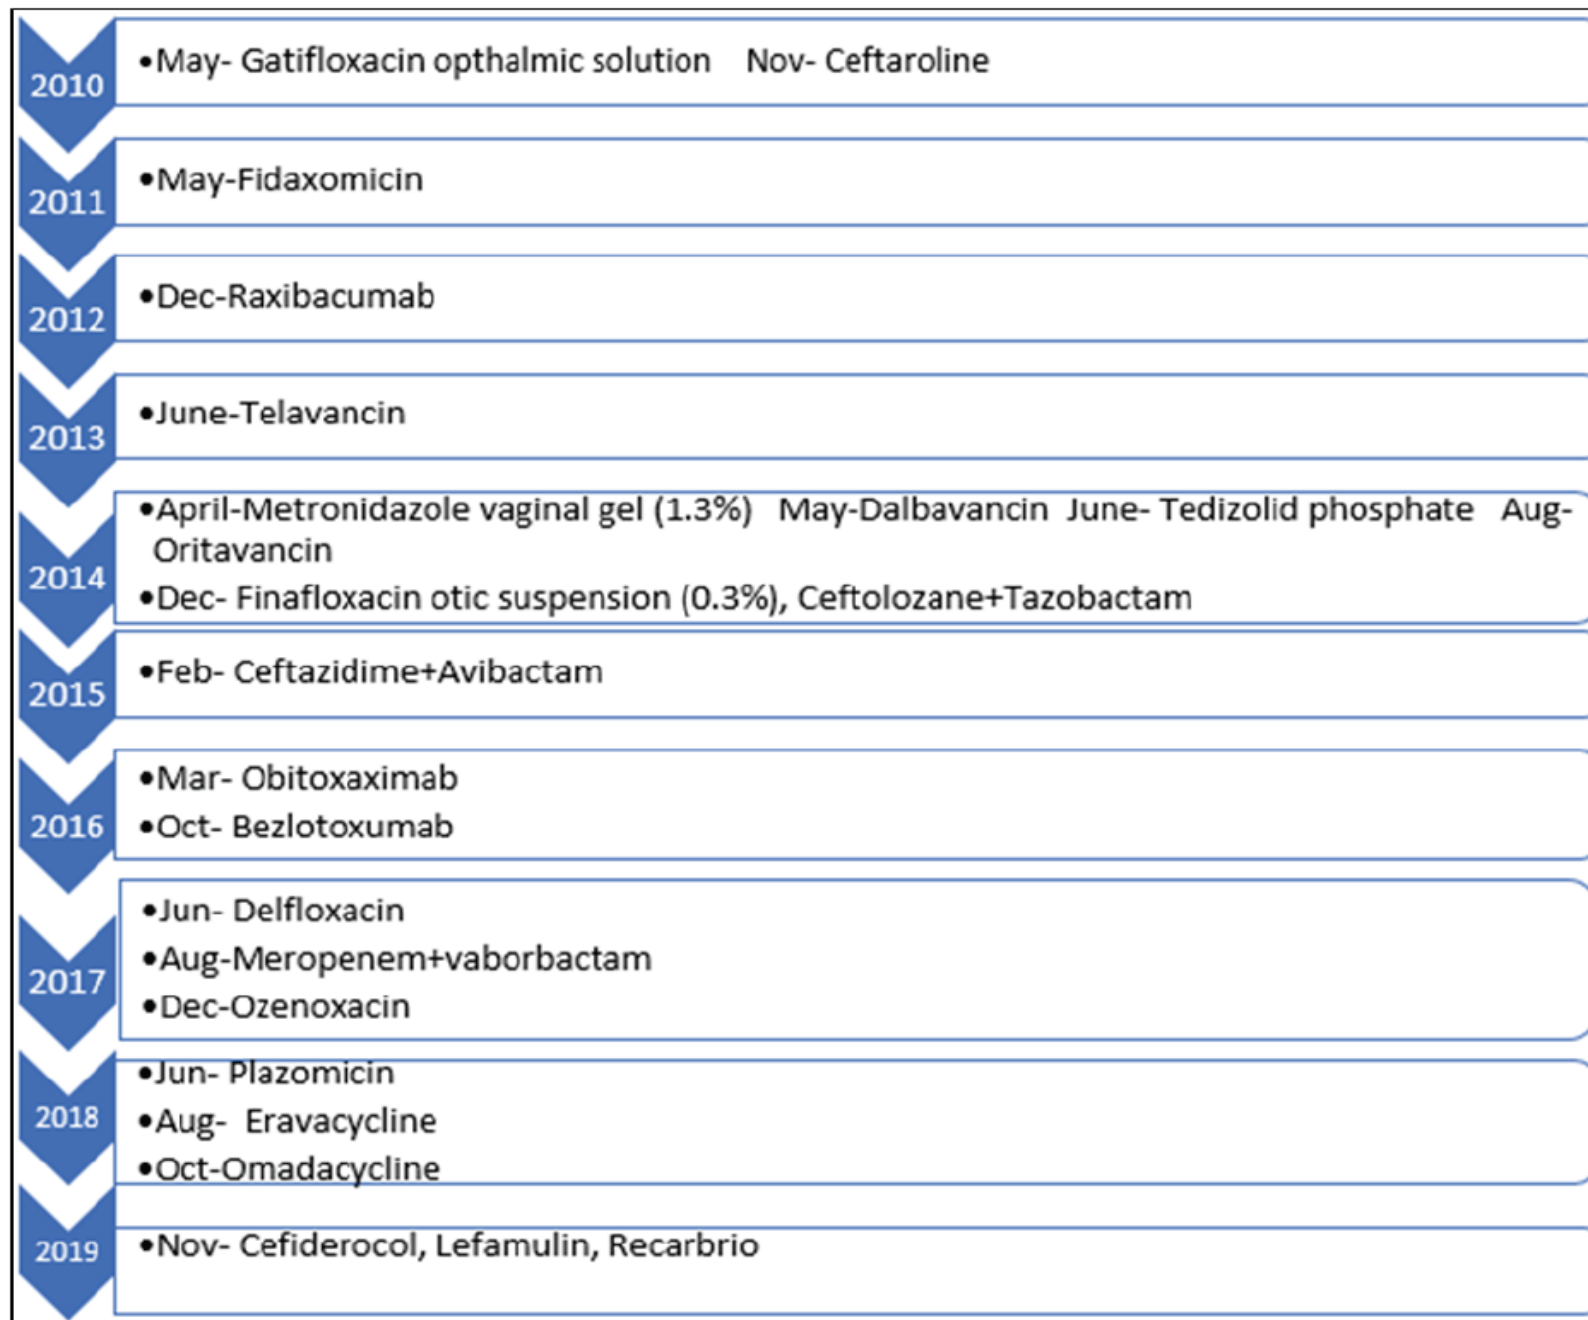 2010
•May- Gatifloxacin opthalmic solution Nov- Ceftaroline
2011
•May-Fidaxomicin
2012
•Dec-Raxibacumab
2013
•June-Telavancin
2014
•April-Metronidazole vaginal gel (1.3%) May-Dalbavancin June- Tedizolid phosphate Aug-
Oritavancin
•Dec- Finafloxacin otic suspension (0.3%), Ceftolozane+Tazobactam
2015
•Feb- Ceftazidime+Avibactam
2016
•Mar- Obitoxaximab
•Oct- Bezlotoxumab
2017
•Jun- Delfloxacin
•Aug-Meropenem+vaborbactam
•Dec-Ozenoxacin
2018
•Jun- Plazomicin
•Aug- Eravacycline
•Oct-Omadacycline
2019
•Nov- Cefiderocol, Lefamulin, Recarbrio